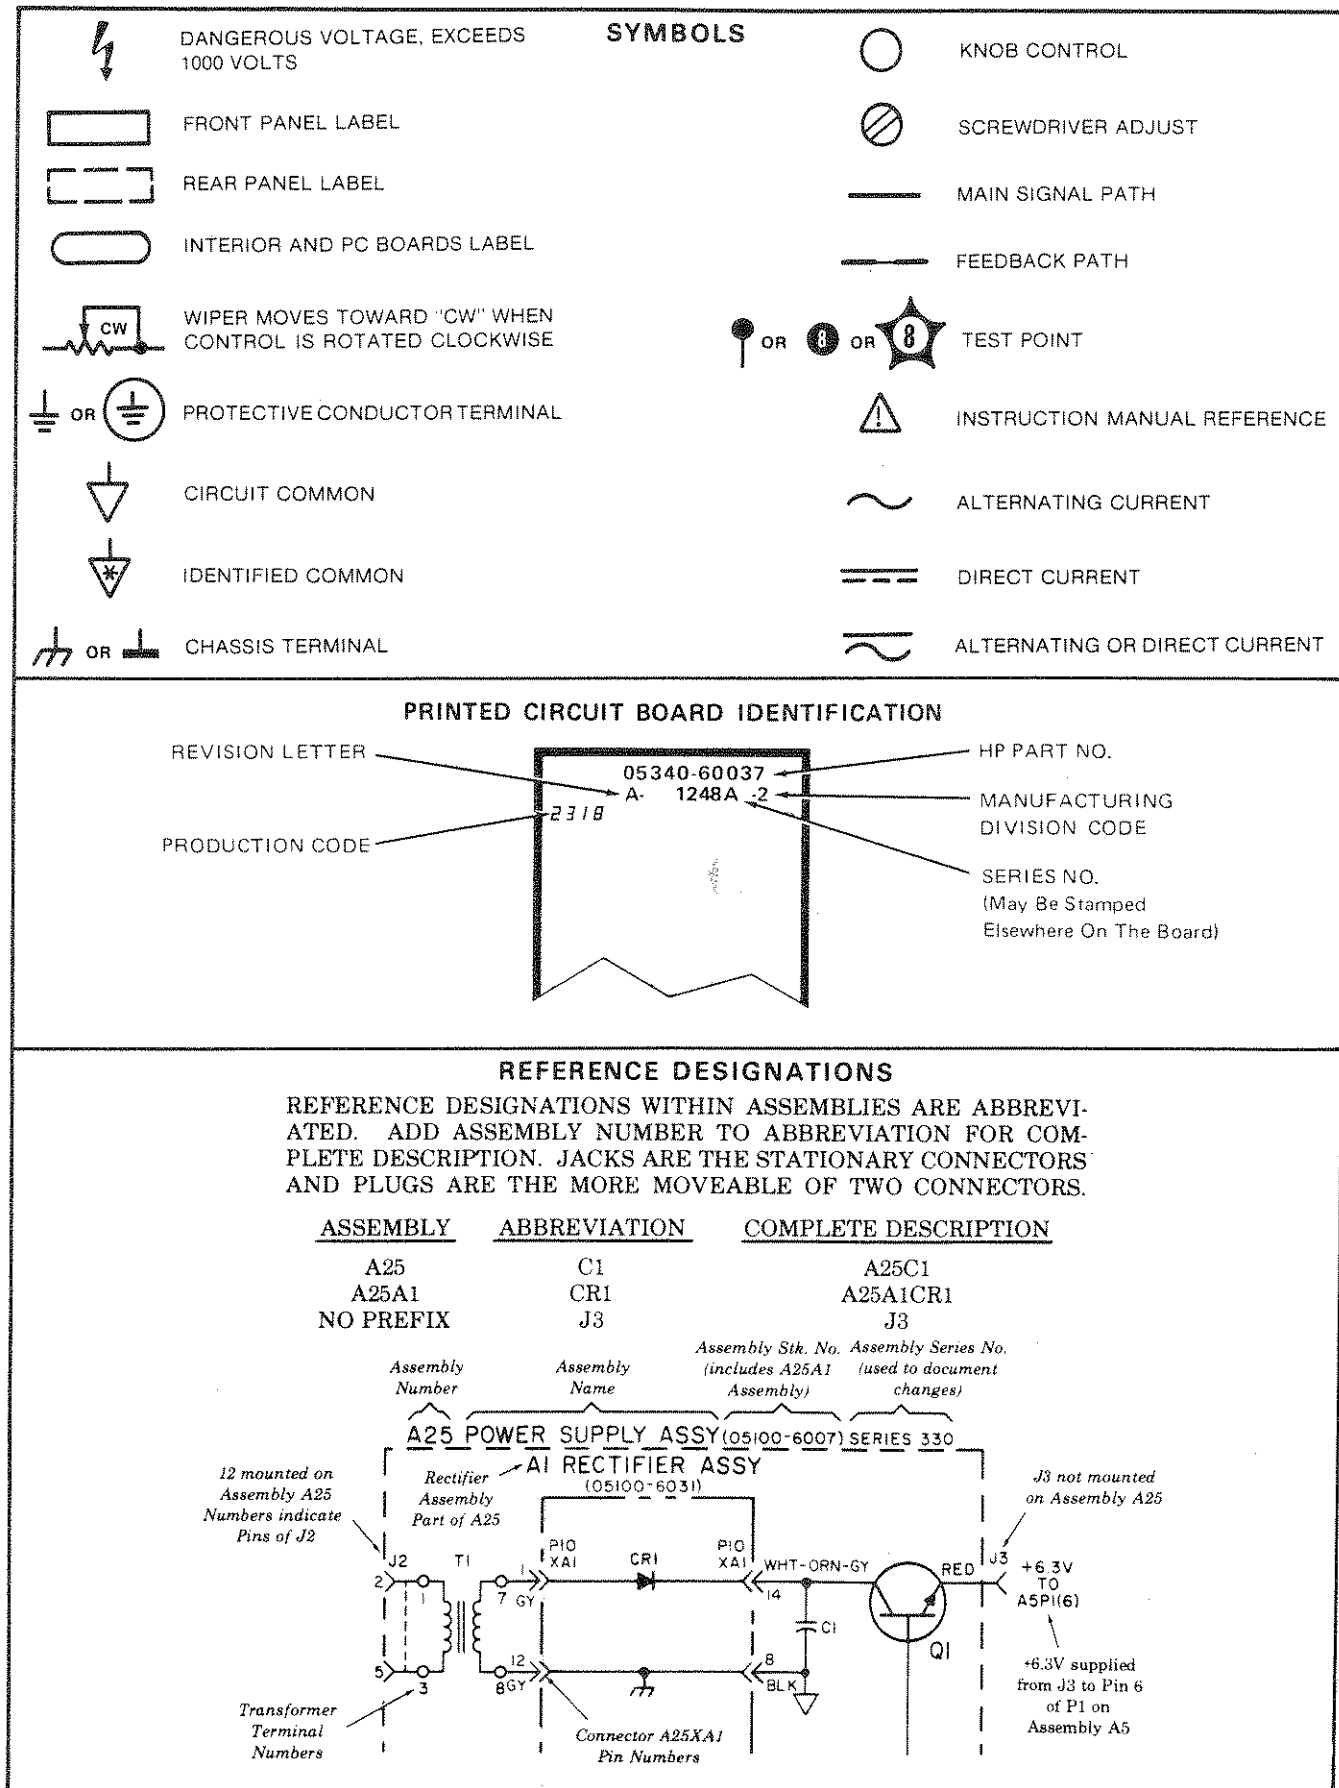 SYMBOLS
DANGEROUS VOLTAGE, EXCEEDS
1000 VOLTS
FRONT PANEL LABEL
REAR PANEL LABEL
INTERIOR AND PC BOARDS LABEL
CW
WIPER MOVES TOWARD "CW" WHEN
CONTROL IS ROTATED CLOCKWISE
OR
PROTECTIVE CONDUCTOR TERMINAL
CIRCUIT COMMON
*
IDENTIFIED COMMON
OR
CHASSIS TERMINAL
KNOB CONTROL
SCREWDRIVER ADJUST
MAIN SIGNAL PATH
FEEDBACK PATH
OR 8 OR 8
TEST POINT
!
INSTRUCTION MANUAL REFERENCE
ALTERNATING CURRENT
DIRECT CURRENT
ALTERNATING OR DIRECT CURRENT
PRINTED CIRCUIT BOARD IDENTIFICATION
REVISION LETTER
PRODUCTION CODE
05340-60037
A- 1248A -2
2318
HP PART NO.
MANUFACTURING
DIVISION CODE
SERIES NO.
(May Be Stamped
Elsewhere On The Board)
REFERENCE DESIGNATIONS
REFERENCE DESIGNATIONS WITHIN ASSEMBLIES ARE ABBREVI-
ATED. ADD ASSEMBLY NUMBER TO ABBREVIATION FOR COM-
PLETE DESCRIPTION. JACKS ARE THE STATIONARY CONNECTORS
AND PLUGS ARE THE MORE MOVEABLE OF TWO CONNECTORS.
ASSEMBLY ABBREVIATION COMPLETE DESCRIPTION
A25 C1 A25C1
A25A1 CR1 A25A1CR1
NO PREFIX J3 J3
Assembly
Number
Assembly
Name
Assembly Stk. No.
(includes A25A1
Assembly)
Assembly Series No.
(used to document
changes)
A25 POWER SUPPLY ASSY (05100-6007) SERIES 330
A1 RECTIFIER ASSY
(05100-6031)
12 mounted on
Assembly A25
Numbers indicate
Pins of J2
Rectifier
Assembly
Part of A25
J3 not mounted
on Assembly A25
J2
T1
2
1
7
1
GY
P10
XA1
CR1
P10
XA1
WHT-ORN-GY
14
RED
J3
+6.3V
TO
A5P1(6)
C1
Q1
5
3
8
12
GY
8
BLK
+6.3V supplied
from J3 to Pin 6
of P1 on
Assembly A5
Transformer
Terminal
Numbers
Connector A25XA1
Pin Numbers